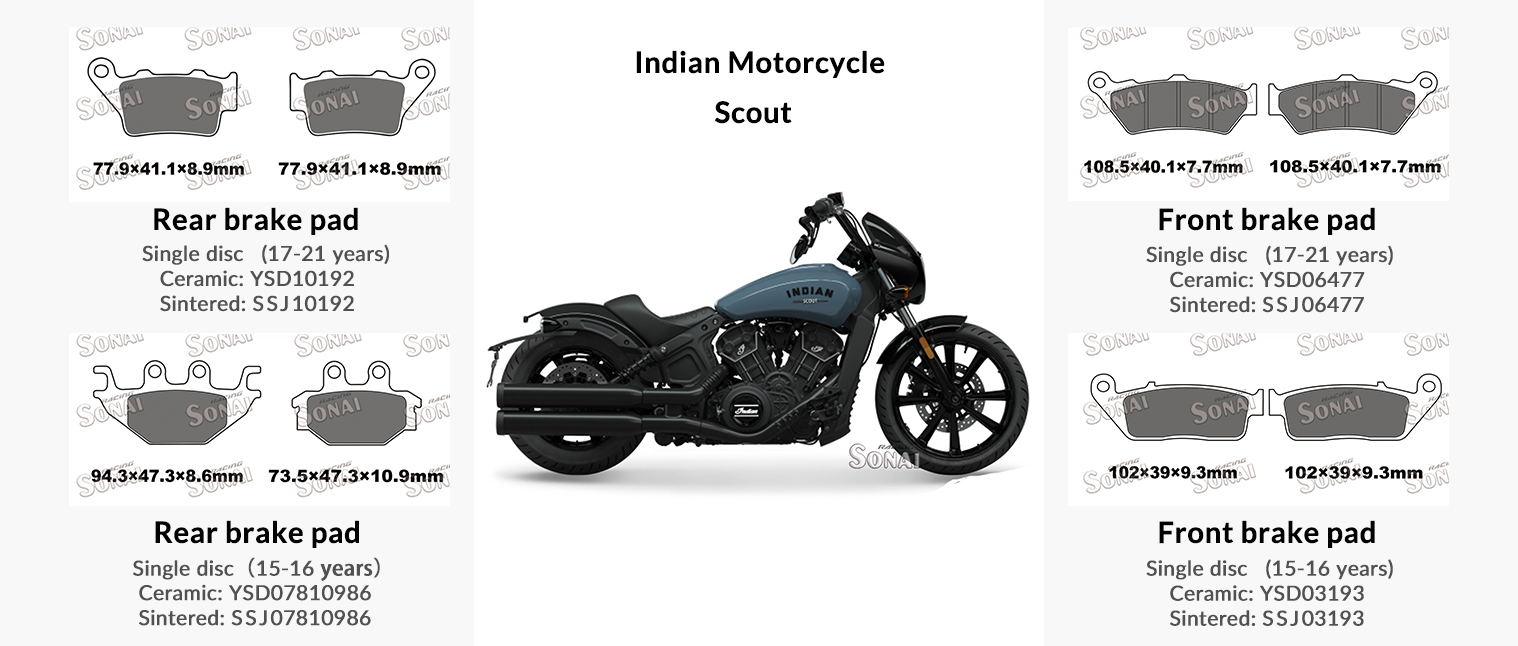 77.9×41.1×8.9mm
77.9×41.1×8.9mm
Rear brake pad
Single disc (17-21 years)
Ceramic: YSD10192
Sintered: SSJ10192
94.3×47.3×8.6mm
73.5×47.3×10.9mm
Rear brake pad
Single disc（15-16 years）
Ceramic: YSD07810986
Sintered: SSJ07810986
Indian Motorcycle
Scout
INDIAN
SCOUT
Indian
RACING
SONAI
108.5×40.1×7.7mm
108.5×40.1×7.7mm
Front brake pad
Single disc (17-21 years)
Ceramic: YSD06477
Sintered: SSJ06477
102×39×9.3mm
102×39×9.3mm
Front brake pad
Single disc (15-16 years)
Ceramic: YSD03193
Sintered: SSJ03193